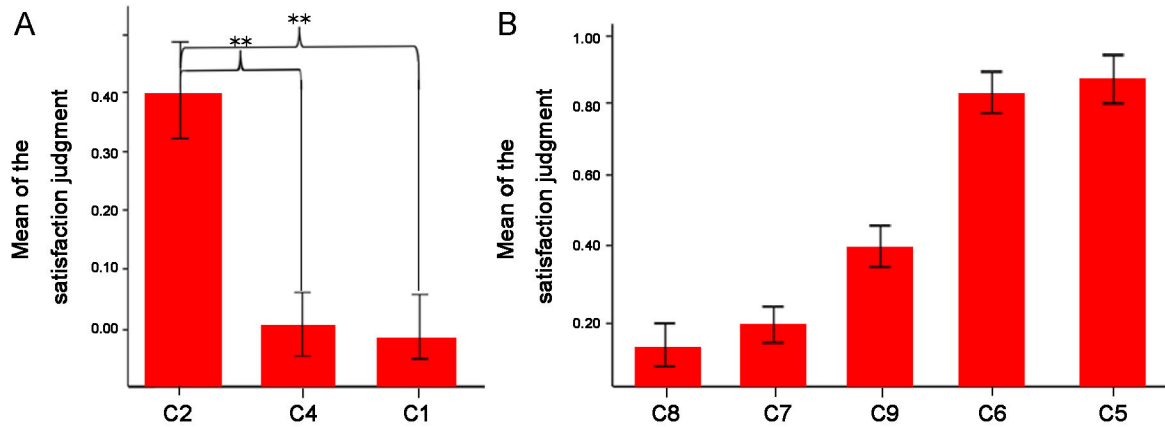 A
Mean of the
satisfaction judgment
0.40
0.30
0.20
0.10
0.00
**
**
C2 C4 C1
B
Mean of the
satisfaction judgment
1.00
0.80
0.60
0.40
0.20
C8 C7 C9 C6 C5